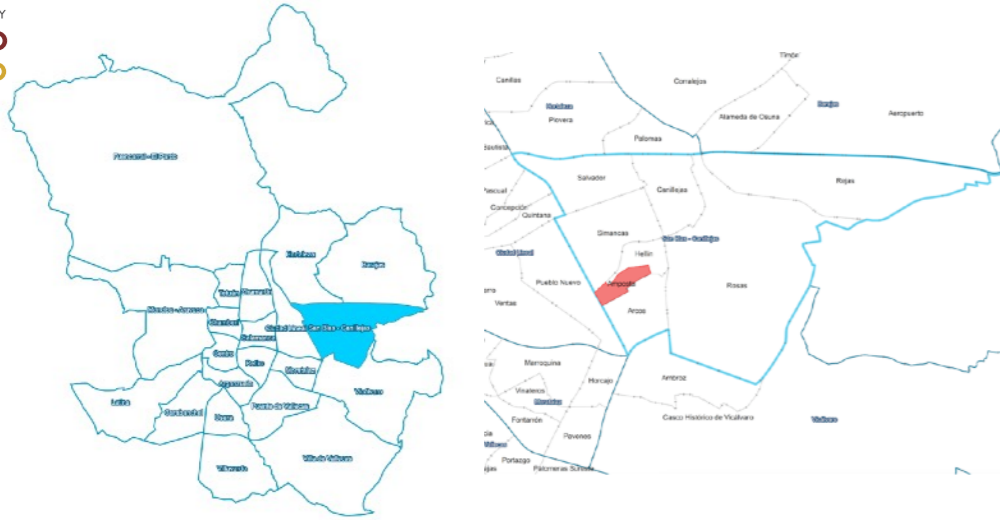 Y
Fuencarral - El Pardo
Hortaleza
Barajas
Tetuán
Chamartín
Moncloa - Aravaca
Chamberí
Ciudad Lineal
San Blas - Canillejas
Salamanca
Centro
Retiro
Moratalaz
Arganzuela
Vicálvaro
Latina
Carabanchel
Usera
Puente de Vallecas
Villaverde
Villa de Vallecas
Timón
Canillas
Corralejos
Hortaleza
Piovera
Barajas
Alameda de Osuna
Aeropuerto
Palomas
Bautista
Salvador
Canillejas
Rejas
Pascual
Concepción
Quintana
Simancas
San Blas - Canillejas
Ciudad Lineal
Hellín
Pueblo Nuevo
Amposta
Rosas
Ventas
Arcos
Marroquina
Horcajo
Ambroz
Vinateros
Moratalaz
Fontarrón
Casco Histórico de Vicálvaro
Vicálvaro
Pavones
Vallecas
Portazgo
Palomeras Sureste